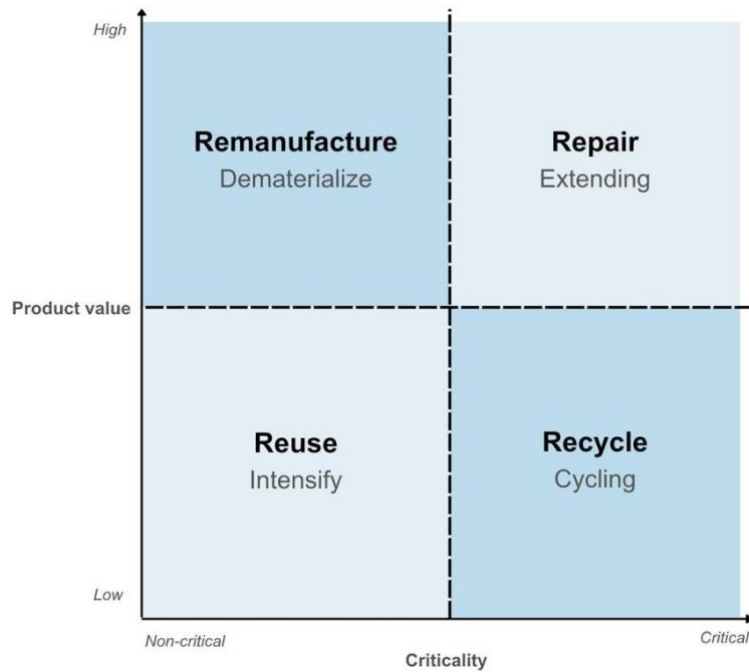 High
Remanufacture
Dematerialize
Repair
Extending
Product value
Reuse
Intensify
Recycle
Cycling
Low
Non-critical
Critical
Criticality